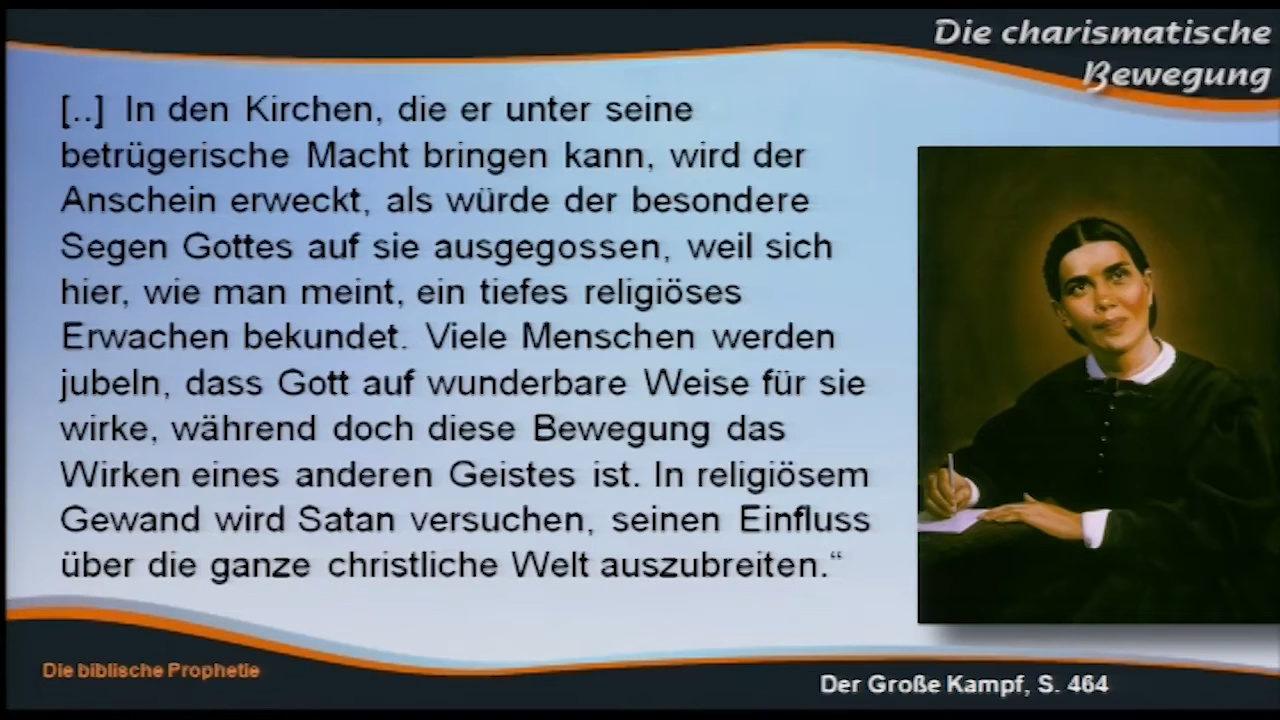 Die charismatische
Bewegung
[..] In den Kirchen, die er unter seine
betrügerische Macht bringen kann, wird der
Anschein erweckt, als würde der besondere
Segen Gottes auf sie ausgegossen, weil sich
hier, wie man meint, ein tiefes religiöses
Erwachen bekundet. Viele Menschen werden
jubeln, dass Gott auf wunderbare Weise für sie
wirke, während doch diese Bewegung das
Wirken eines anderen Geistes ist. In religiösem
Gewand wird Satan versuchen, seinen Einfluss
über die ganze christliche Welt auszubreiten.“
Die biblische Prophetie
Der Große Kampf, S. 464